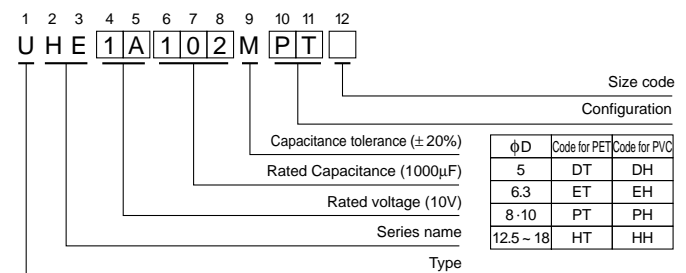 1 2 3 4 5 6 7 8 9 10 11 12
U H E 1 A 1 0 2 M P T
Size code
Configuration
Capacitance tolerance (± 20%)
Rated Capacitance (1000μF)
Rated voltage (10V)
Series name
Type
ϕD Code for PET Code for PVC
5 DT DH
6.3 ET EH
8·10 PT PH
12.5 ~ 18 HT HH